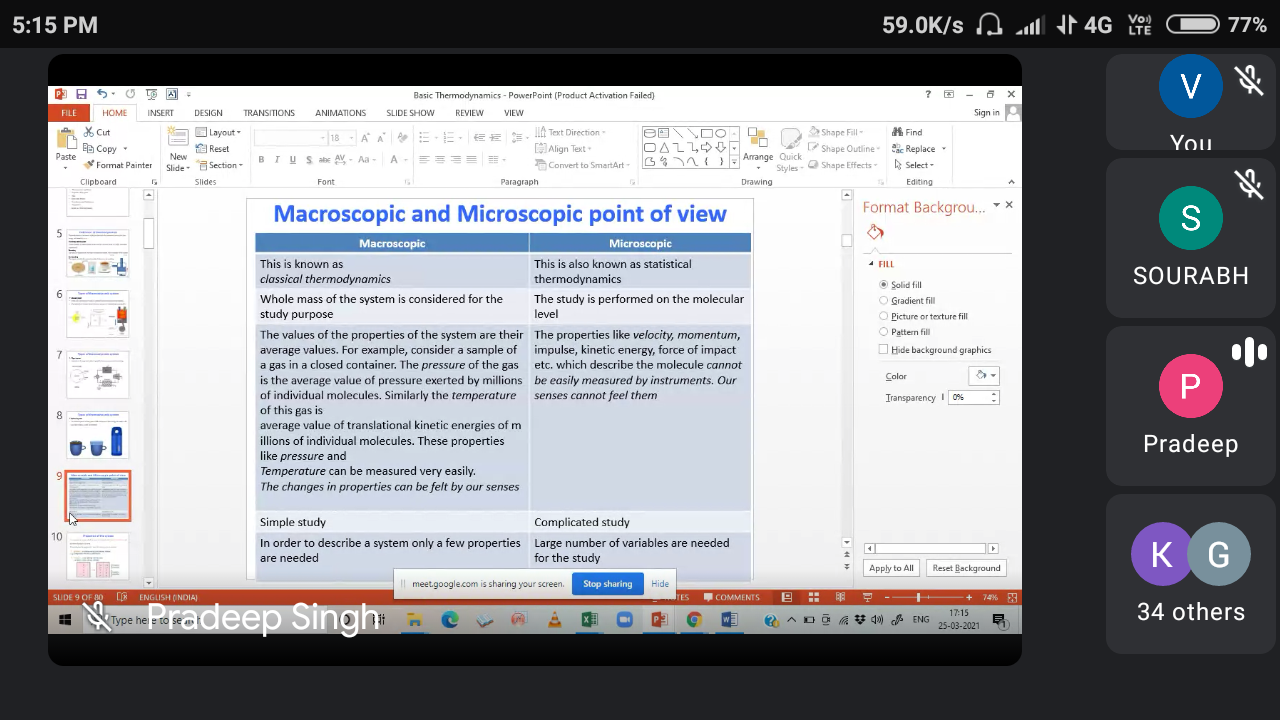 5:15 PM
59.0K/s
4G
Vo))
LTE
77%
Basic Thermodynamics - PowerPoint (Product Activation Failed)
FILE
HOME
INSERT
DESIGN
TRANSITIONS
ANIMATIONS
SLIDE SHOW
REVIEW
VIEW
Sign in
Paste
Cut
Copy
Format Painter
Clipboard
New
Slide
Layout
Reset
Section
Slides
18
Font
Text Direction
Align Text
Convert to SmartArt
Paragraph
Arrange
Quick
Styles
Shape Fill
Shape Outline
Shape Effects
Drawing
Find
Replace
Select
Editing
5
6
7
8
9
10
Macroscopic and Microscopic point of view
Macroscopic
Microscopic
This is known as
classical thermodynamics
This is also known as statistical
thermodynamics
Whole mass of the system is considered for the
study purpose
The study is performed on the molecular
level
The values of the properties of the system are their
average values. For example, consider a sample of
a gas in a closed container. The pressure of the gas
is the average value of pressure exerted by millions
of individual molecules. Similarly the temperature
of this gas is
the average value of translational kinetic energies of m
illions of individual molecules. These properties
like pressure and
Temperature can be measured very easily.
The changes in properties can be felt by our senses
The properties like velocity, momentum,
impulse, kinetic energy, force of impact
etc. which describe the molecule cannot
be easily measured by instruments. Our
senses cannot feel them
Simple study
Complicated study
In order to describe a system only few properties
are needed
Large number of variables are needed
for the study
Format Backgrou...
FILL
Solid fill
Gradient fill
Picture or texture fill
Pattern fill
Hide background graphics
Color
Transparency
0%
Apply to All
Reset Background
meet.google.com is sharing your screen.
Stop sharing
Hide
SLIDE 9 OF 80
ENGLISH (INDIA)
COMMENTS
74%
Type here to search
Pradeep Singh
ENG
17:15
25-03-2021
V
You
S
SOURABH
P
Pradeep
K
G
34 others